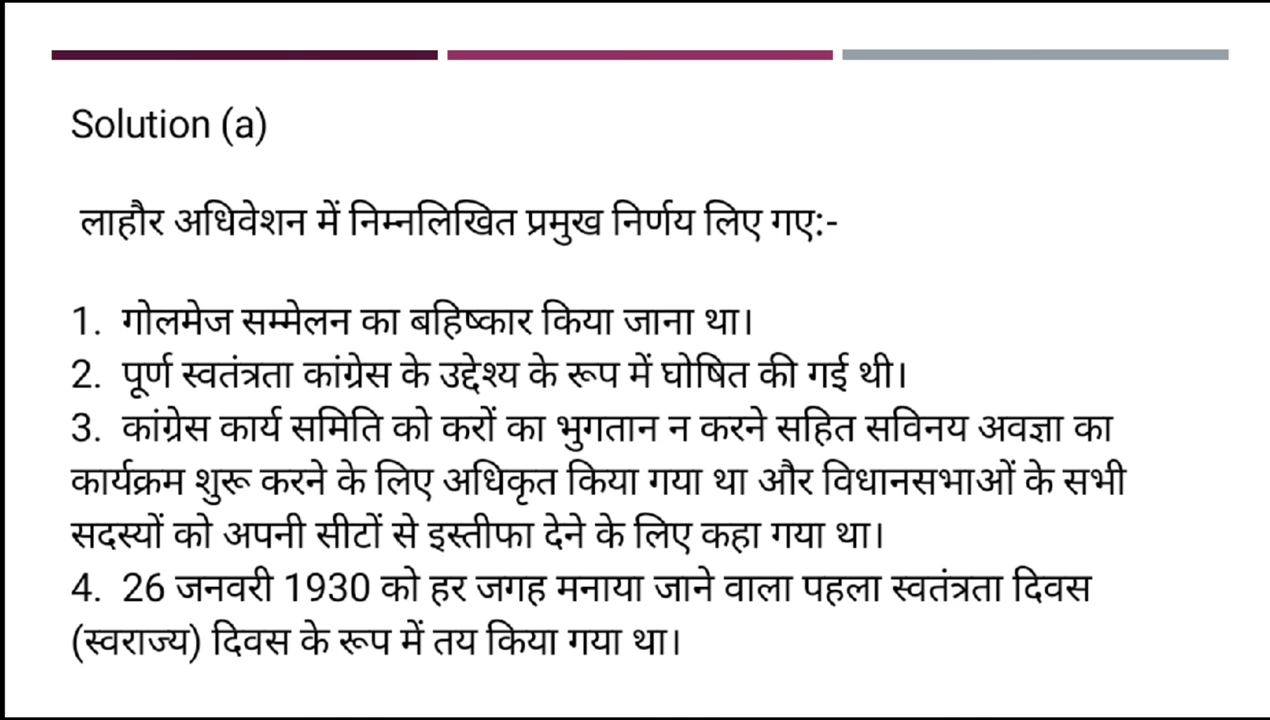 Solution (a)
लाहौर अधिवेशन में निम्नलिखित प्रमुख निर्णय लिए गए:-
1. गोलमेज सम्मेलन का बहिष्कार किया जाना था।
2. पूर्ण स्वतंत्रता कांग्रेस के उद्देश्य के रूप में घोषित की गई थी।
3. कांग्रेस कार्य समिति को करों का भुगतान न करने सहित सविनय अवज्ञा का
कार्यक्रम शुरू करने के लिए अधिकृत किया गया था और विधानसभाओं के सभी
सदस्यों को अपनी सीटों से इस्तीफा देने के लिए कहा गया था।
4. 26 जनवरी 1930 को हर जगह मनाया जाने वाला पहला स्वतंत्रता दिवस
(स्वराज्य) दिवस के रूप में तय किया गया था।